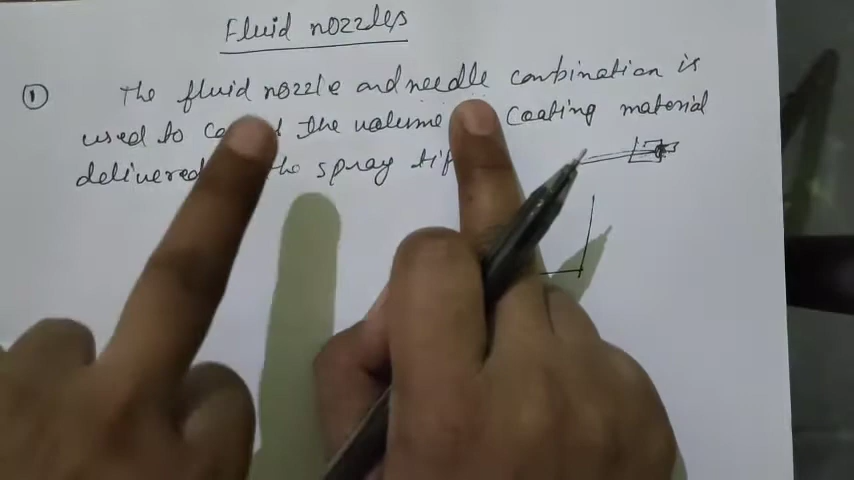 Fluid nozzles
① The fluid nozzle and needle combination is
used to the volume coating material
delivered the spray tip